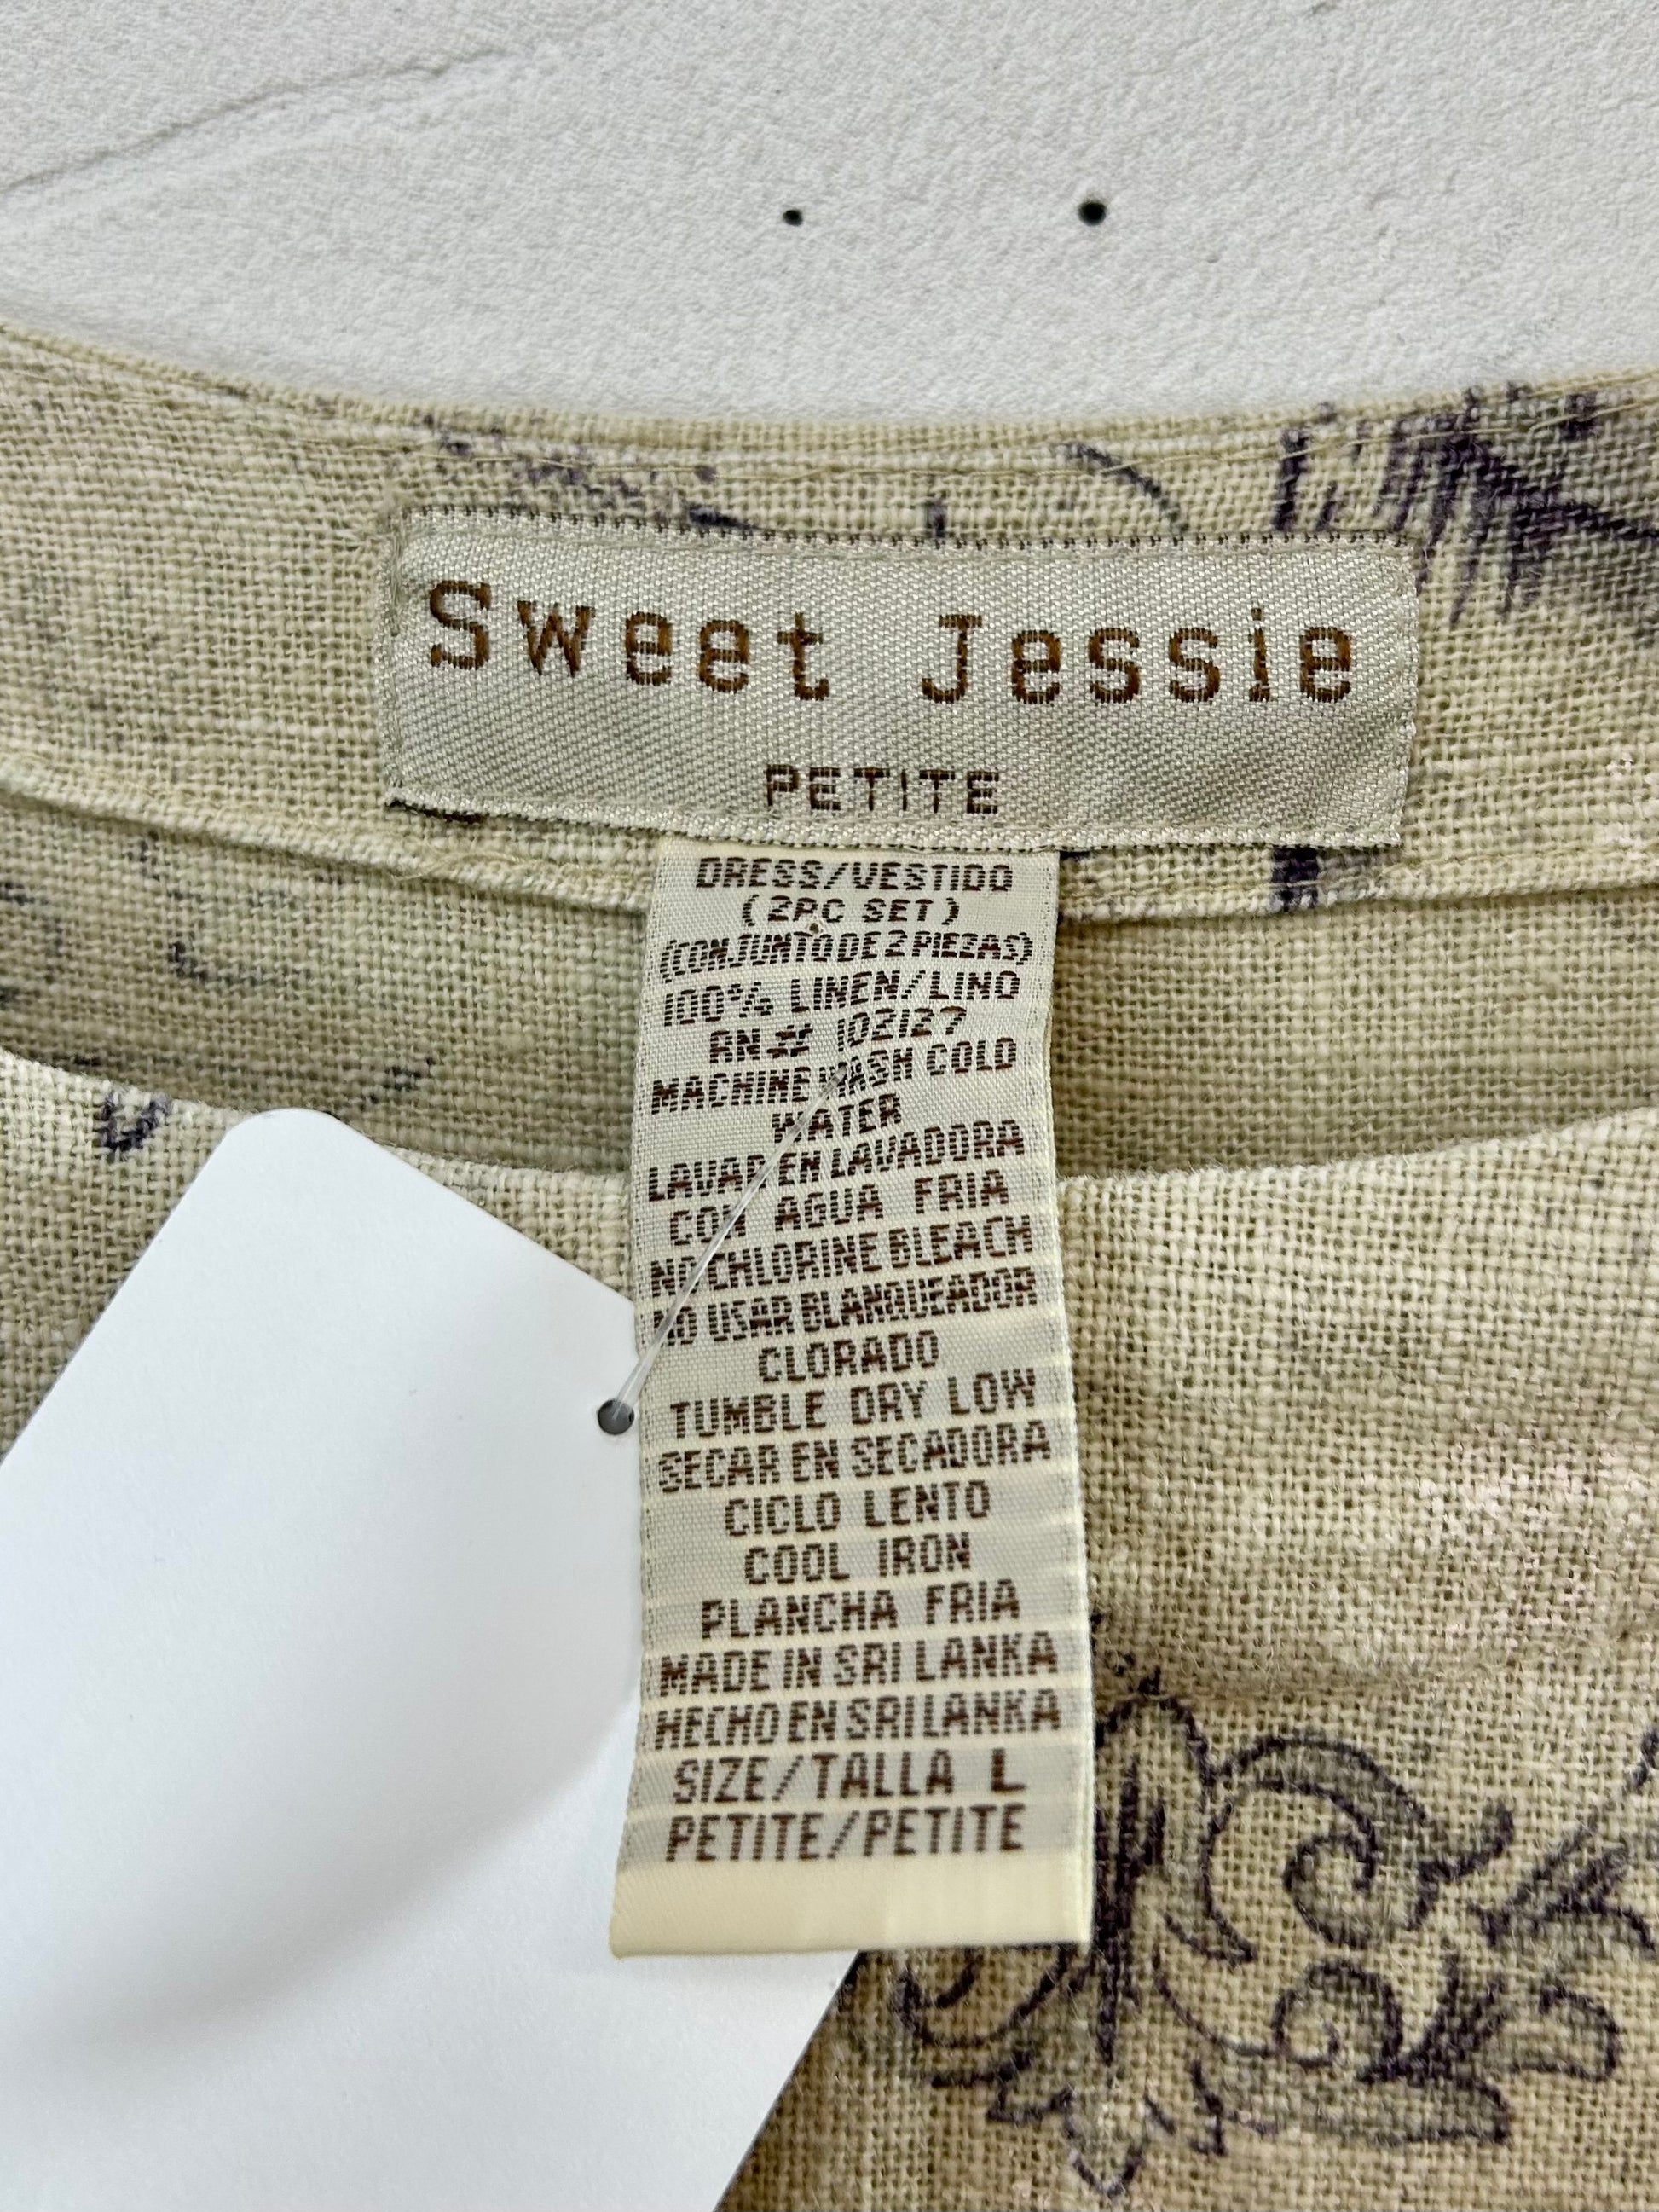 Sweet Jessie
PETITE
DRESS/VESTIDO
(2PC SET)
(CONJUNTO DE 2 PIEZAS)
100% LINEN/LINO
RN# 102127
MACHINE WASH COLD
WATER
LAVAR EN LAVADORA
CON AGUA FRIA
NO CHLORINE BLEACH
NO USAR BLANQUEADOR
CLORADO
TUMBLE DRY LOW
SECAR EN SECADORA
CICLO LENTO
COOL IRON
PLANCHA FRIA
MADE IN SRI LANKA
HECHO EN SRI LANKA
SIZE/TALLA L
PETITE/PETITE